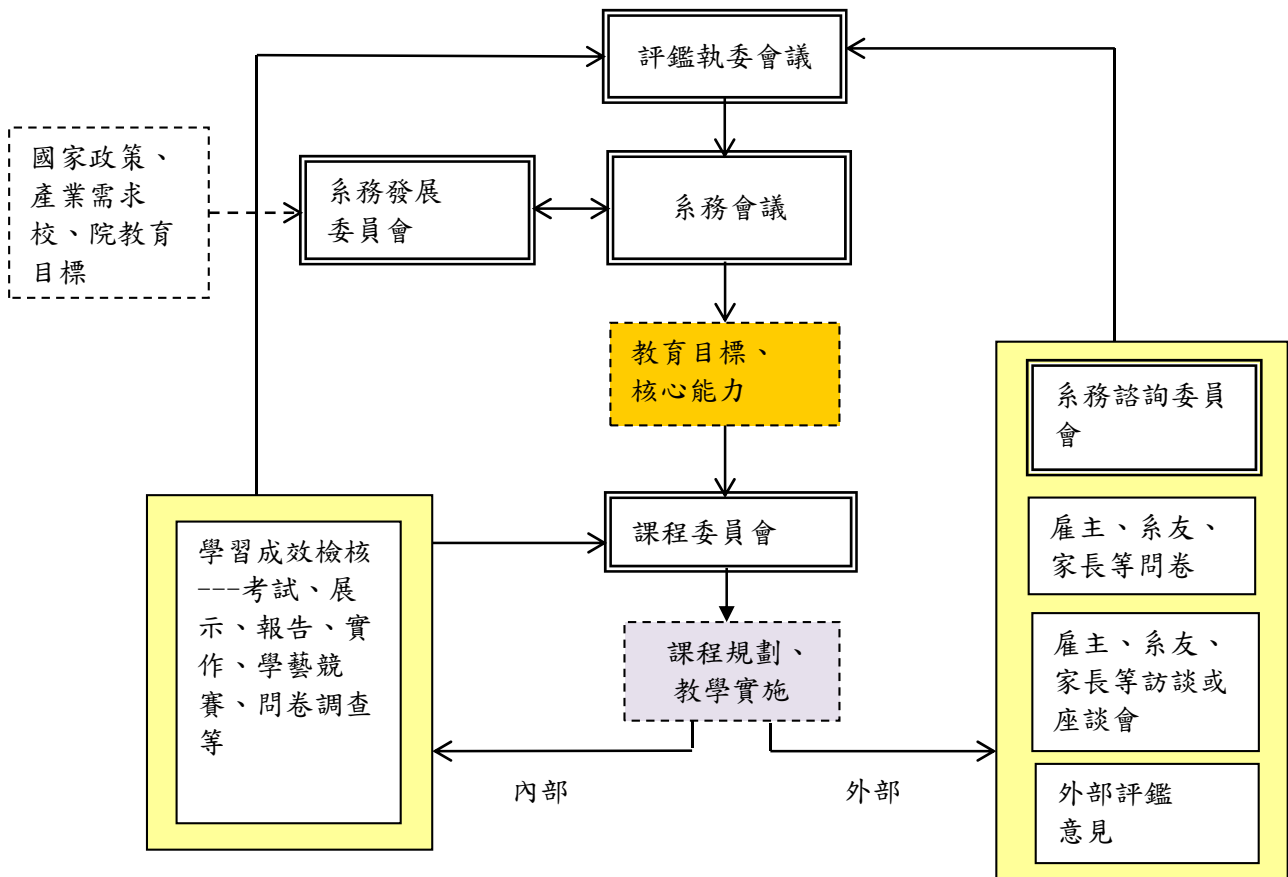 評鑑執委會議
國家政策、
產業需求
校、院教育
目標
系務發展
委員會
系務會議
教育目標、
核心能力
系務諮詢委員
會
課程委員會
雇主、系友、
家長等問卷
學習成效檢核
---考試、展
示、報告、實
作、學藝競
賽、問卷調查
等
課程規劃、
教學實施
雇主、系友、
家長等訪談或
座談會
內部
外部
外部評鑑
意見